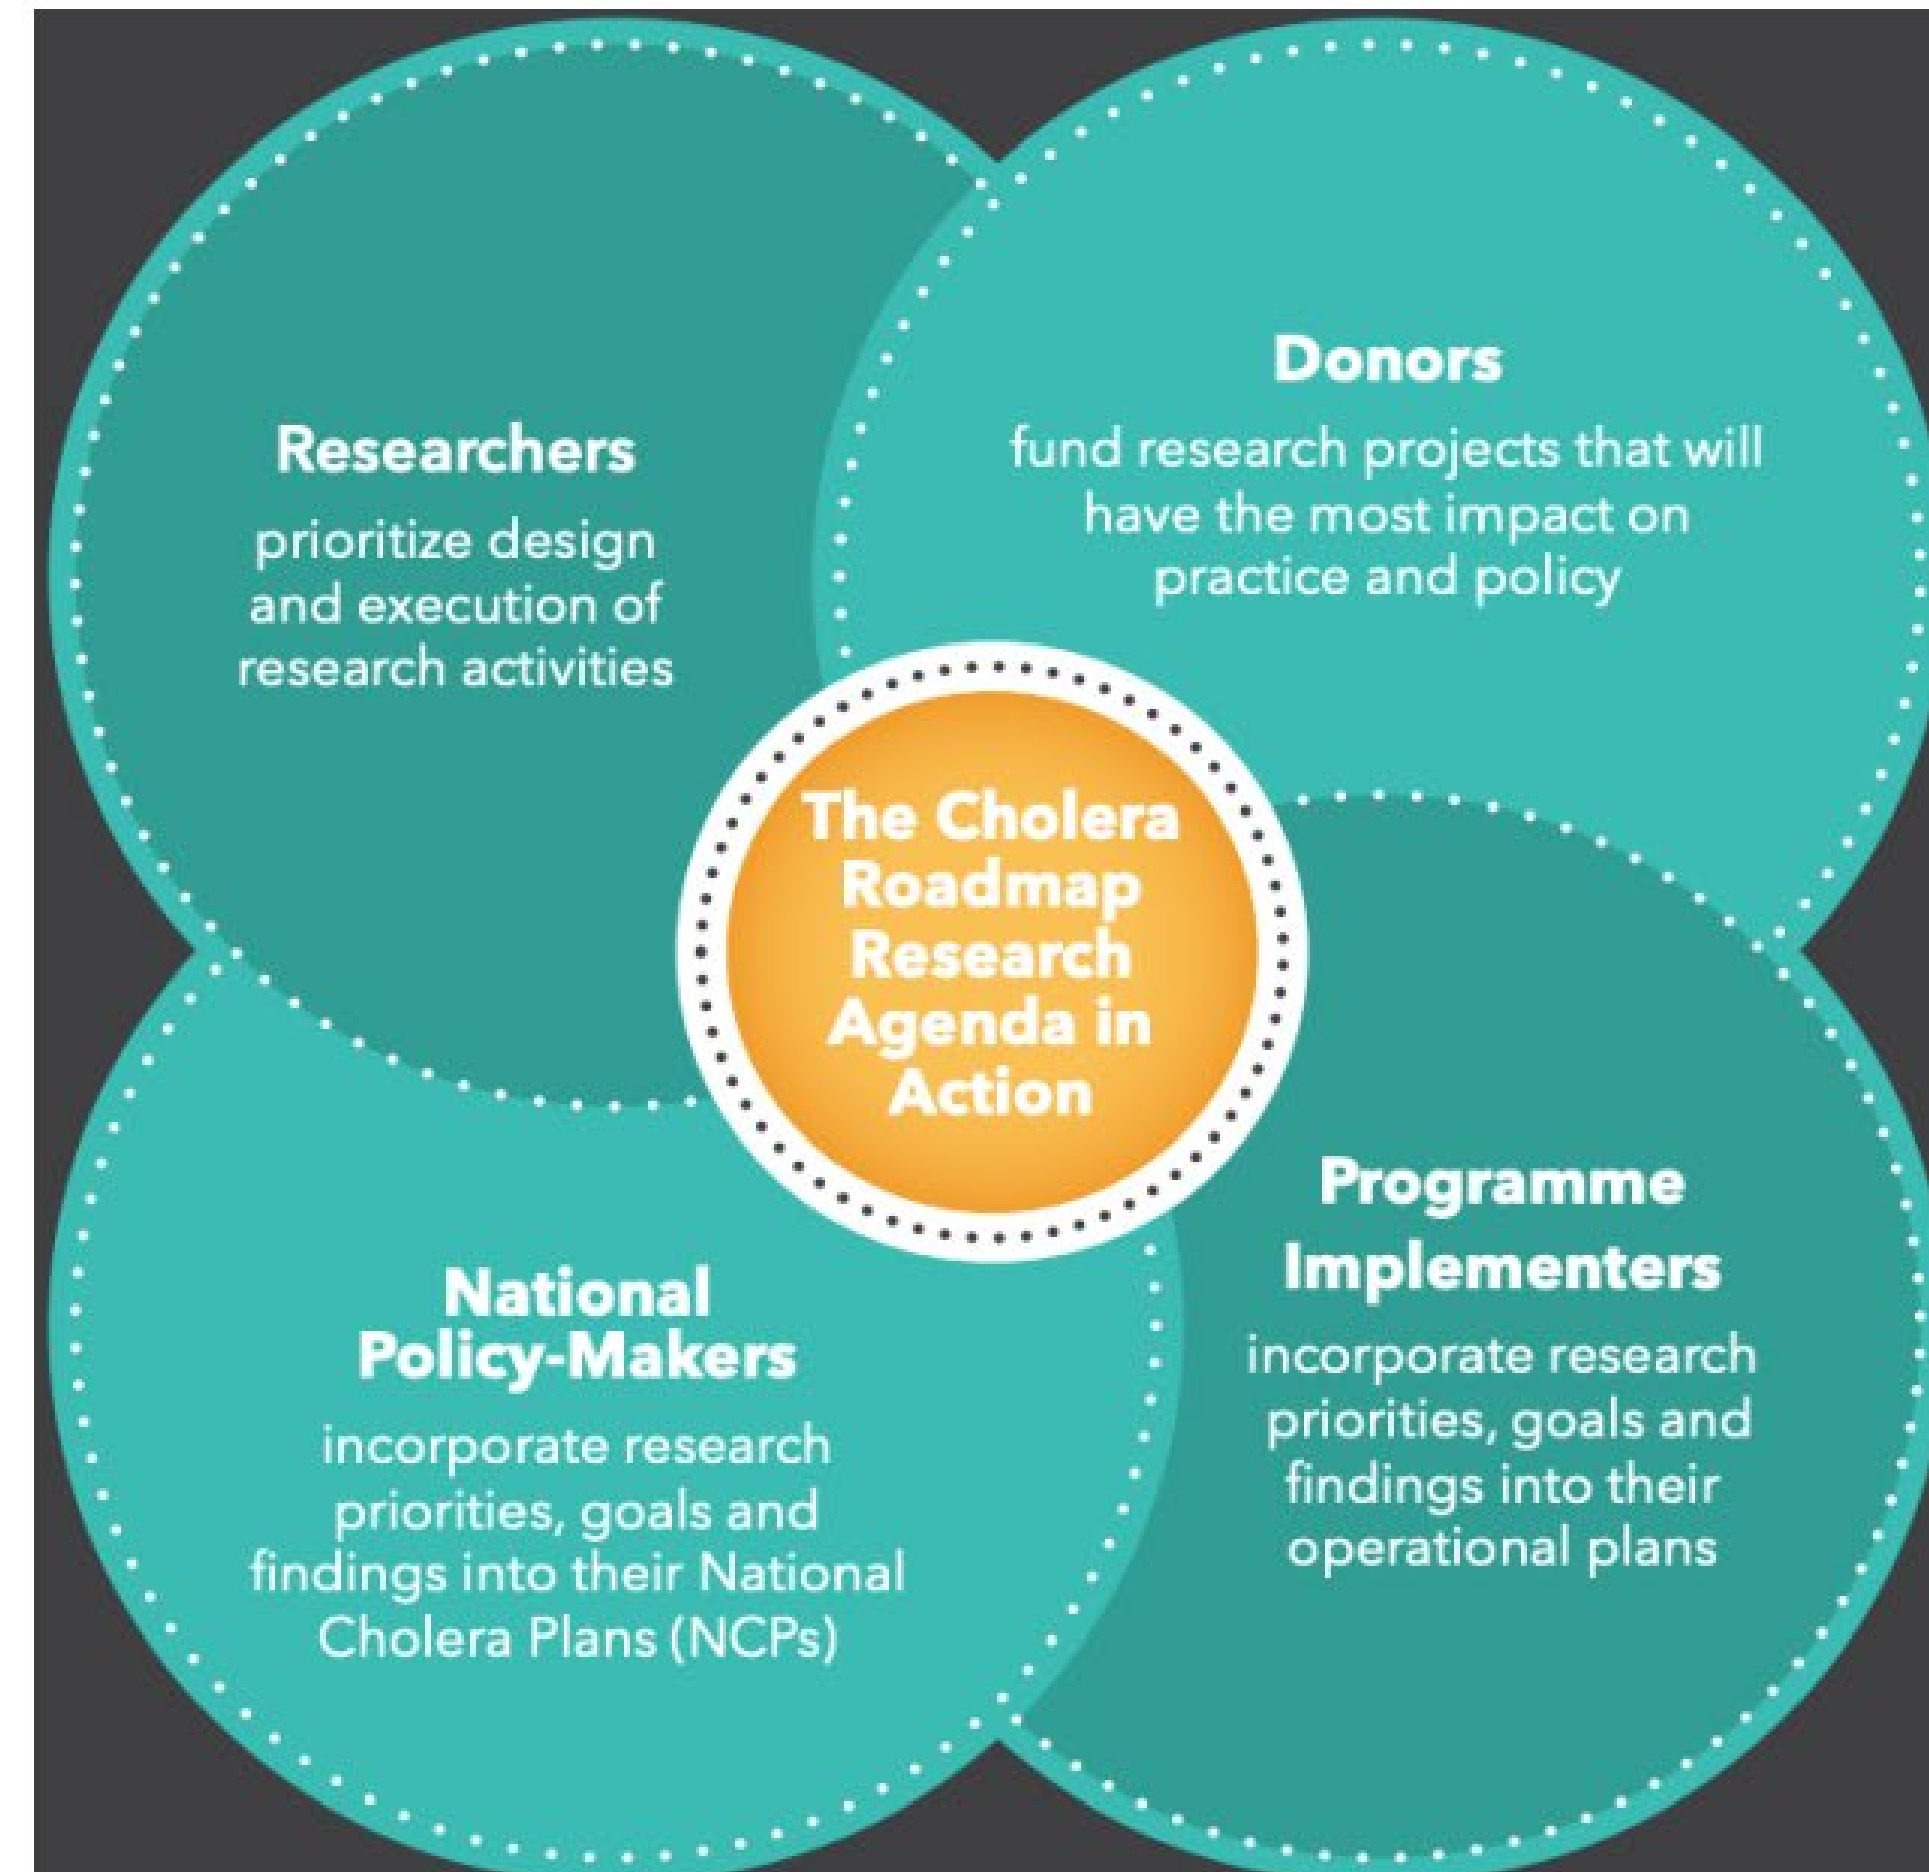 Researchers
prioritize design
and execution of
research activities
Donors
fund research projects that will
have the most impact on
practice and policy
The Cholera
Roadmap
Research
Agenda in
Action
National
Policy-Makers
incorporate research
priorities, goals and
findings into their National
Cholera Plans (NCPs)
Programme
Implementers
incorporate research
priorities, goals and
findings into their
operational plans